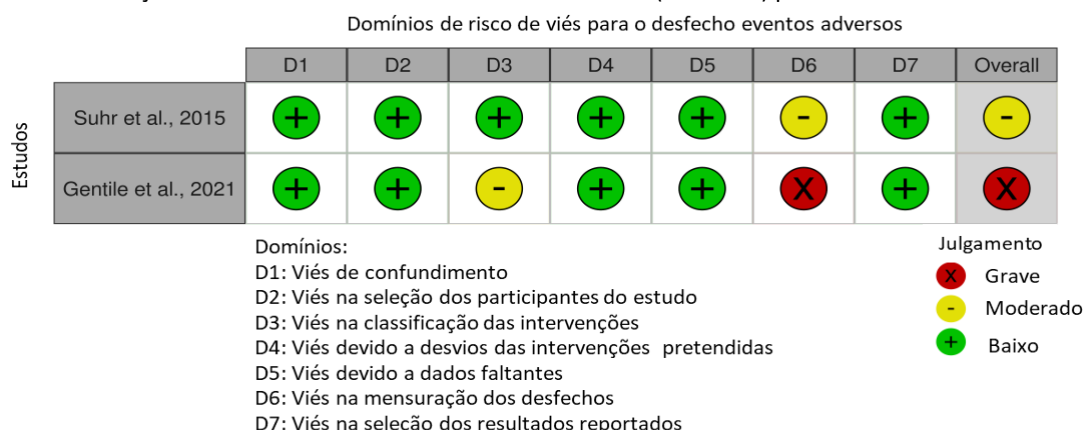 Domínios de risco de viés para o desfecho eventos adversos
D1 D2 D3 D4 D5 D6 D7 Overall
Estudos
Suhr et al., 2015 + + + + + - + -
Gentile et al., 2021 + + - + + X + X
Domínios:
D1: Viés de confundimento
D2: Viés na seleção dos participantes do estudo
D3: Viés na classificação das intervenções
D4: Viés devido a desvios das intervenções pretendidas
D5: Viés devido a dados faltantes
D6: Viés na mensuração dos desfechos
D7: Viés na seleção dos resultados reportados
Julgamento
X Grave
- Moderado
+ Baixo